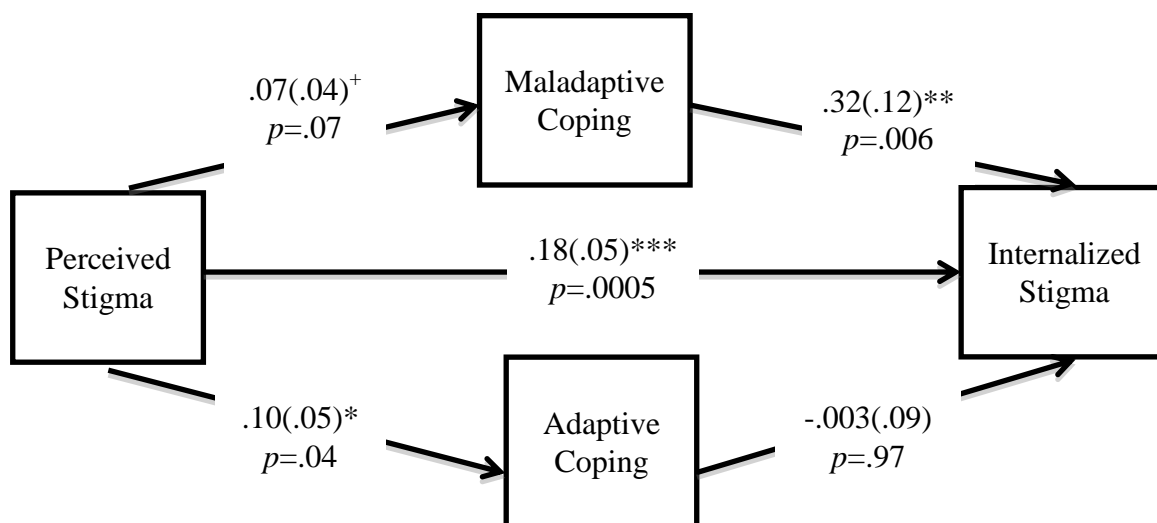 Maladaptive
Coping
.07(.04)+
p=.07
.32(.12)**
p=.006
Perceived
Stigma
.18(.05)***
p=.0005
Internalized
Stigma
.10(.05)*
p=.04
Adaptive
Coping
-.003(.09)
p=.97